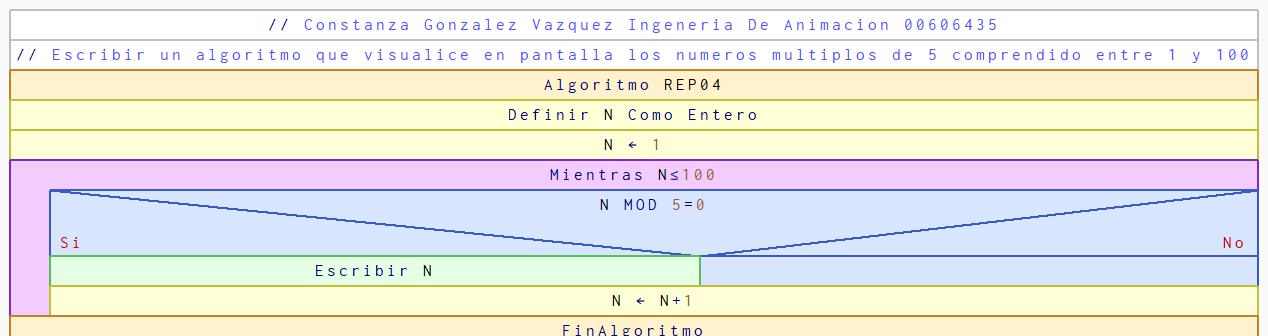 // Constanza Gonzalez Vazquez Ingeneria De Animacion 00606435
// Escribir un algoritmo que visualice en pantalla los numeros multiplos de 5 comprendido entre 1 y 100
Algoritmo REP04
Definir N Como Entero
N ← 1
Mientras N≤100
N MOD 5=0
Si No
Escribir N
N ← N+1
FinAlgoritmo